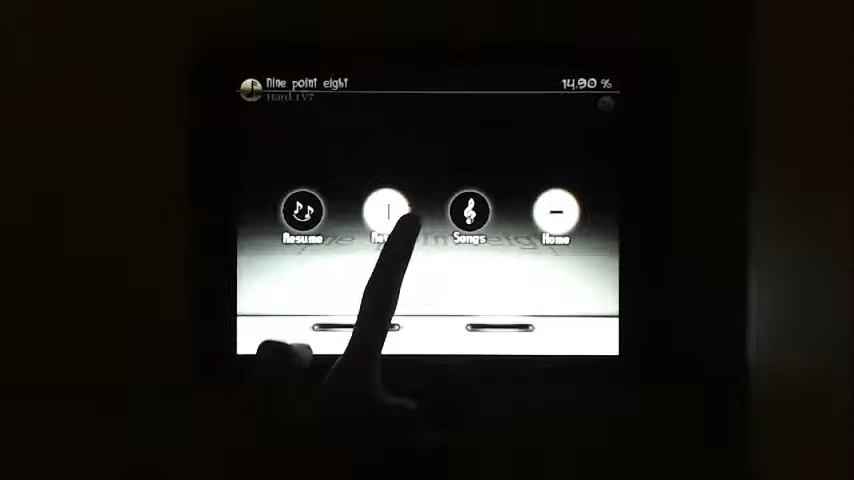 nine point eight
14.90 %
Hard LV7
Resume
Songs
Home